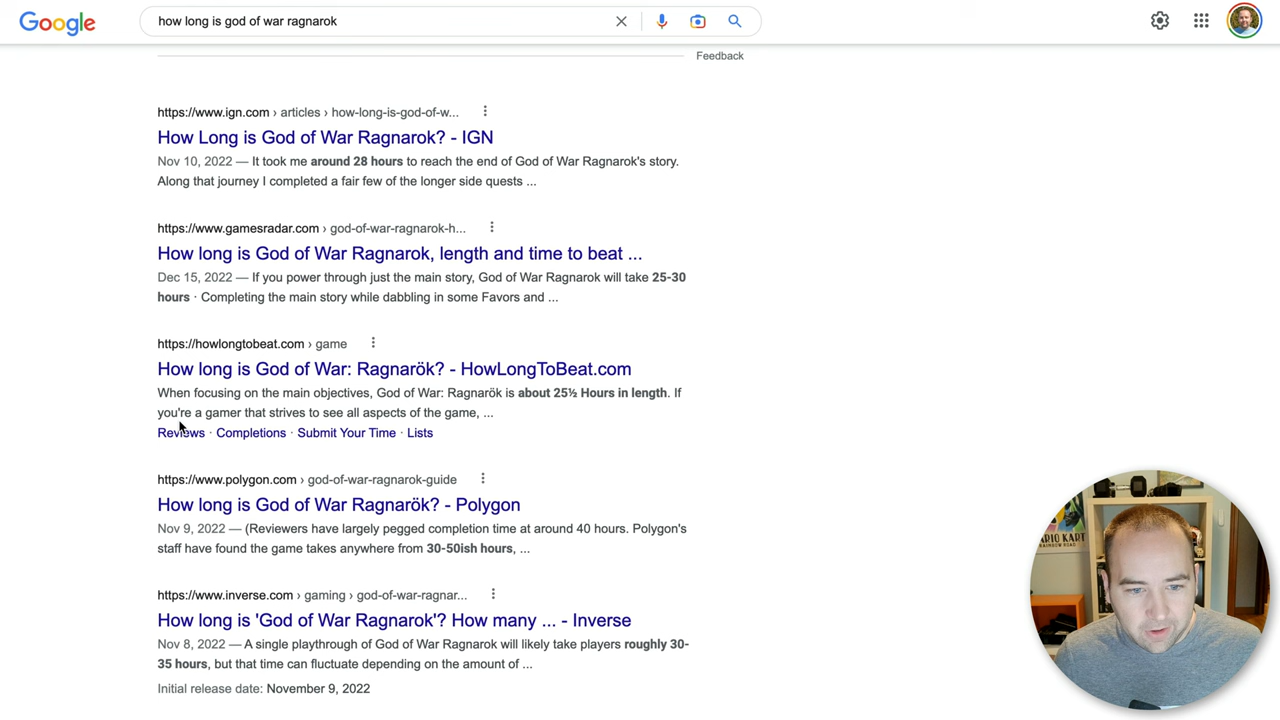 Google
how long is god of war ragnarok
Feedback
https://www.ign.com › articles › how-long-is-god-of-w...
How Long is God of War Ragnarok? - IGN
Nov 10, 2022 — It took me around 28 hours to reach the end of God of War Ragnarok's story.
Along that journey I completed a fair few of the longer side quests ...
https://www.gamesradar.com › god-of-war-ragnarok-h...
How long is God of War Ragnarok, length and time to beat ...
Dec 15, 2022 — If you power through just the main story, God of War Ragnarok will take 25-30
hours · Completing the main story while dabbling in some Favors and ...
https://howlongtobeat.com › game
How long is God of War: Ragnarök? - HowLongToBeat.com
When focusing on the main objectives, God of War: Ragnarök is about 25½ Hours in length. If
you're a gamer that strives to see all aspects of the game, ...
Reviews · Completions · Submit Your Time · Lists
https://www.polygon.com › god-of-war-ragnarok-guide
How long is God of War Ragnarök? - Polygon
Nov 9, 2022 — (Reviewers have largely pegged completion time at around 40 hours. Polygon's
staff have found the game takes anywhere from 30-50ish hours, ...
https://www.inverse.com › gaming › god-of-war-ragnar...
How long is 'God of War Ragnarok'? How many ... - Inverse
Nov 8, 2022 — A single playthrough of God of War Ragnarok will likely take players roughly 30-
35 hours, but that time can fluctuate depending on the amount of ...
Initial release date: November 9, 2022
ARIO KART
RAINBOW ROAD